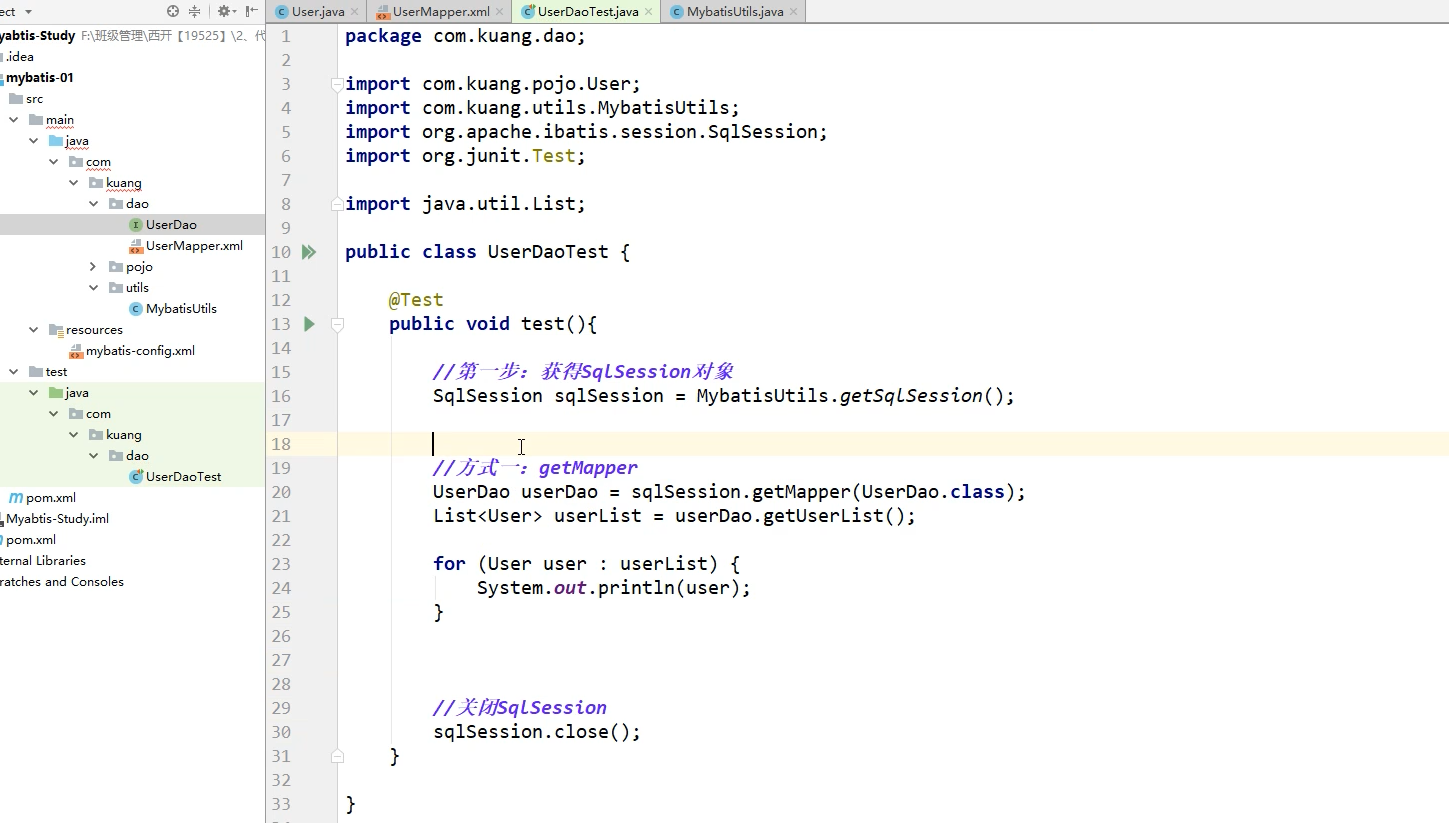 ect
User.java
UserMapper.xml
UserDaoTest.java
MybatisUtils.java
yabtis-Study F:\班级管理\西开【19525】\2、代
.idea
mybatis-01
src
main
java
com
kuang
dao
UserDao
UserMapper.xml
pojo
utils
MybatisUtils
resources
mybatis-config.xml
test
java
com
kuang
dao
UserDaoTest
pom.xml
Myabtis-Study.iml
pom.xml
ternal Libraries
ratches and Consoles
1 package com.kuang.dao;
2
3 import com.kuang.pojo.User;
4 import com.kuang.utils.MybatisUtils;
5 import org.apache.ibatis.session.SqlSession;
6 import org.junit.Test;
7
8 import java.util.List;
9
10 public class UserDaoTest {
11
12 @Test
13 public void test(){
14
15 //第一步：获得SqlSession对象
16 SqlSession sqlSession = MybatisUtils.getSqlSession();
17
18
19 //方式一：getMapper
20 UserDao userDao = sqlSession.getMapper(UserDao.class);
21 List<User> userList = userDao.getUserList();
22
23 for (User user : userList) {
24 System.out.println(user);
25 }
26
27
28
29 //关闭SqlSession
30 sqlSession.close();
31 }
32
33 }